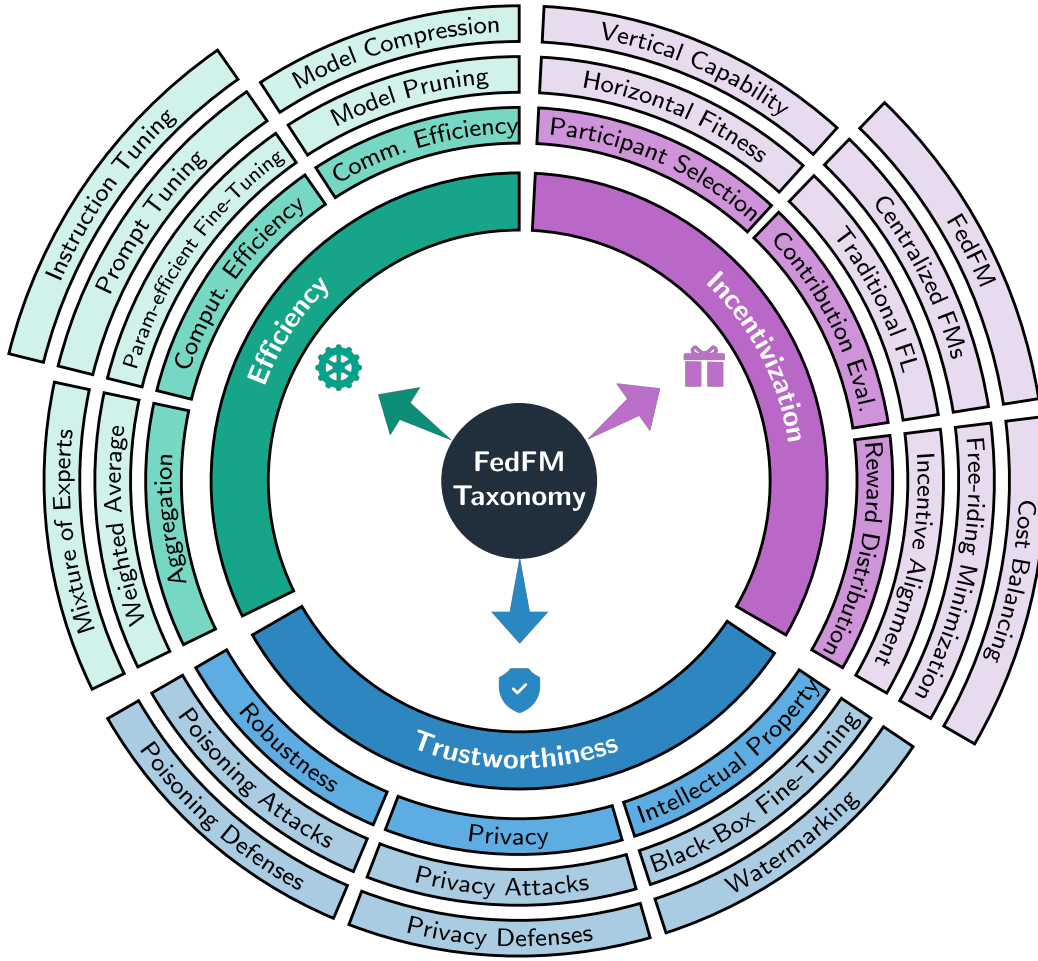 FedFM
Taxonomy
Efficiency
Comm. Efficiency
Model Pruning
Model Compression
Comput. Efficiency
Param-efficient Fine-Tuning
Prompt Tuning
Instruction Tuning
Aggregation
Weighted Average
Mixture of Experts
Incentivization
Participant Selection
Horizontal Fitness
Vertical Capability
Contribution Eval.
Traditional FL
Centralized FMs
FedFM
Reward Distribution
Incentive Alignment
Free-riding Minimization
Cost Balancing
Trustworthiness
Robustness
Poisoning Attacks
Poisoning Defenses
Privacy
Privacy Attacks
Privacy Defenses
Intellectual Property
Black-Box Fine-Tuning
Watermarking